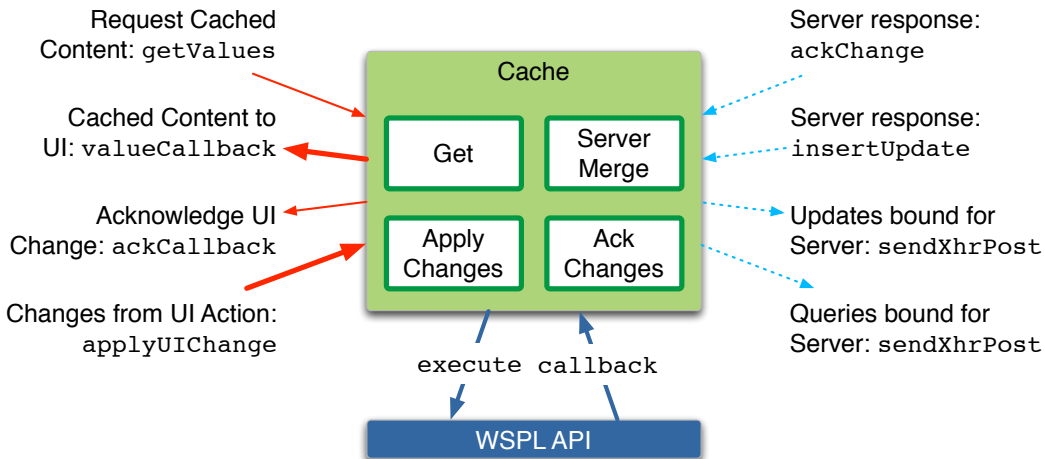 Request Cached
Content: getValues
Cached Content to
UI: valueCallback
Acknowledge UI
Change: ackCallback
Changes from UI Action:
applyUIChange
Cache
Get
Server
Merge
Apply
Changes
Ack
Changes
execute
callback
WSPL API
Server response:
ackChange
Server response:
insertUpdate
Updates bound for
Server: sendXhrPost
Queries bound for
Server: sendXhrPost